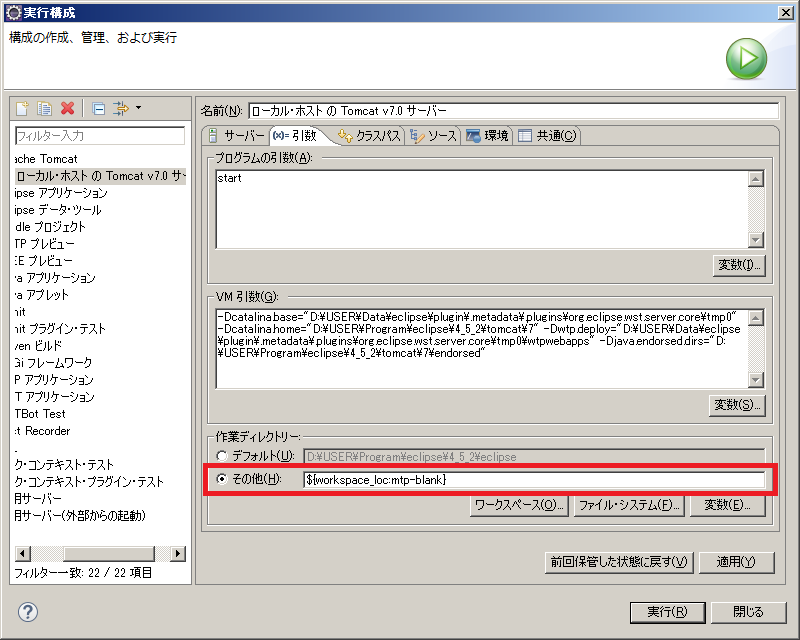 実行構成
構成の作成、管理、および実行
フィルター入力
ache Tomcat
ローカル・ホスト の Tomcat v7.0 サー
ipse アプリケーション
ipse データ・ツール
dle プロジェクト
TP プレビュー
EE プレビュー
va アプリケーション
va アプレット
nit
nit プラグイン・テスト
ven ビルド
Gi フレームワーク
P アプリケーション
T アプリケーション
TBot Test
t Recorder
ク・コンテキスト・テスト
ク・コンテキスト・プラグイン・テスト
用サーバー
用サーバー(外部からの起動)
フィルター一致: 22 / 22 項目
名前(N): ローカル・ホスト の Tomcat v7.0 サーバー
サーバー (x)= 引数 クラスパス ソース 環境 共通(C)
プログラムの引数(A):
start
変数(I)...
VM 引数(G):
-Dcatalina.base="D:¥USER¥Data¥eclipse¥plugin¥.metadata¥plugins¥org.eclipse.wst.server.core¥tmp0"
-Dcatalina.home="D:¥USER¥Program¥eclipse¥4_5_2¥tomcat¥7" -Dwtp.deploy="D:¥USER¥Data¥eclipse
¥plugin¥.metadata¥plugins¥org.eclipse.wst.server.core¥tmp0¥wtpwebapps" -Djava.endorsed.dirs="D:
¥USER¥Program¥eclipse¥4_5_2¥tomcat¥7¥endorsed"
変数(S)...
作業ディレクトリー:
デフォルト(U): D:¥USER¥Program¥eclipse¥4_5_2¥eclipse
その他(H): ${workspace_loc:mtp-blank}
ワークスペース(O)... ファイル・システム(F)... 変数(E)...
前回保管した状態に戻す(V) 適用(Y)
実行(R) 閉じる